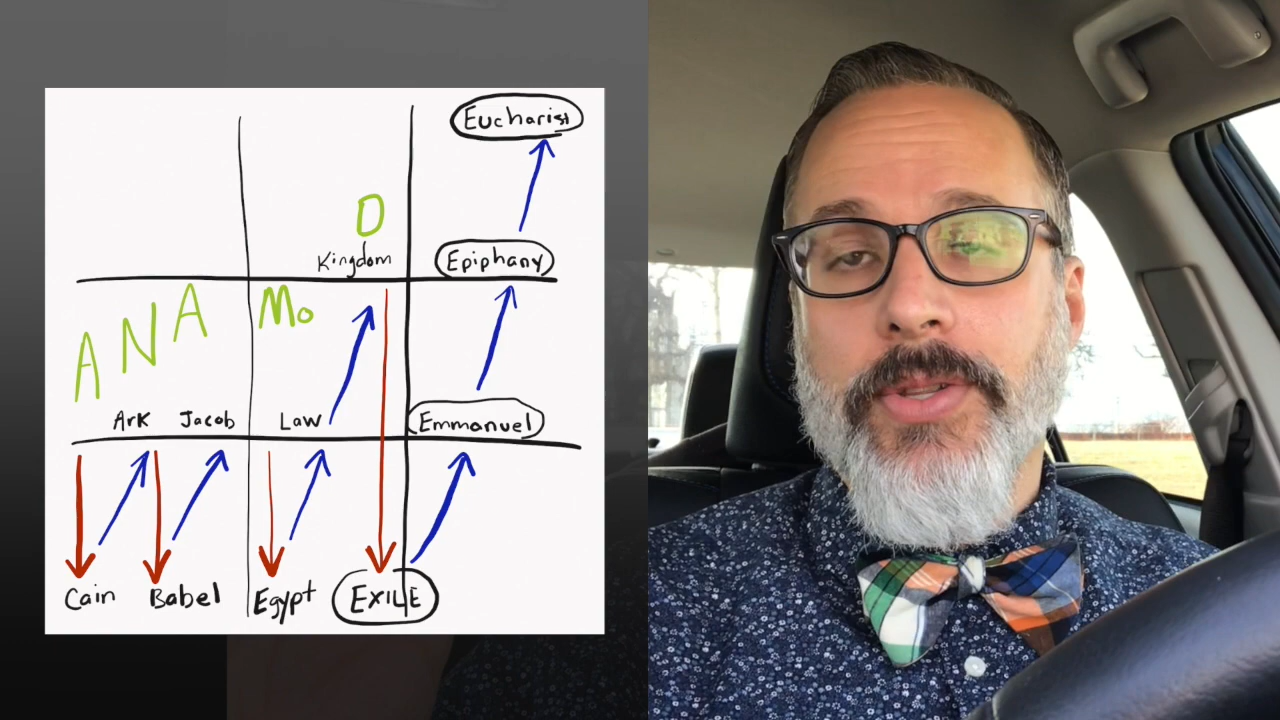 Eucharist
D
Kingdom
Epiphany
A N A Mo
Ark Jacob Law Emmanuel
Cain Babel Egypt EXILE